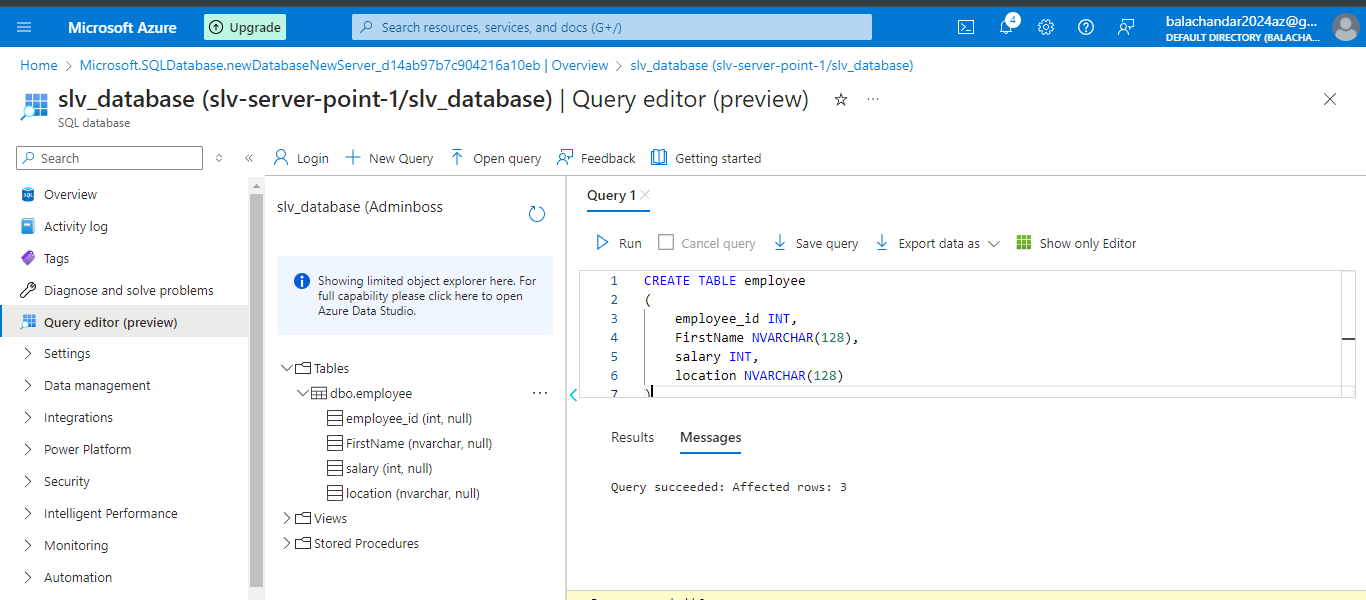 Microsoft Azure
Upgrade
Search resources, services, and docs (G+/)
4
balachandar2024az@g...
DEFAULT DIRECTORY (BALACHA...
Home > Microsoft.SQLDatabase.newDatabaseNewServer_d14ab97b7c904216a10eb | Overview > slv_database (slv-server-point-1/slv_database)
slv_database (slv-server-point-1/slv_database) | Query editor (preview)
SQL database
Search
Login
New Query
Open query
Feedback
Getting started
Overview
Activity log
Tags
Diagnose and solve problems
Query editor (preview)
Settings
Data management
Integrations
Power Platform
Security
Intelligent Performance
Monitoring
Automation
slv_database (Adminboss
Showing limited object explorer here. For
full capability please click here to open
Azure Data Studio.
Tables
dbo.employee
employee_id (int, null)
FirstName (nvarchar, null)
salary (int, null)
location (nvarchar, null)
Views
Stored Procedures
Query 1
Run
Cancel query
Save query
Export data as
Show only Editor
1 CREATE TABLE employee
2 (
3 employee_id INT,
4 FirstName NVARCHAR(128),
5 salary INT,
6 location NVARCHAR(128)
7 )
Results
Messages
Query succeeded: Affected rows: 3